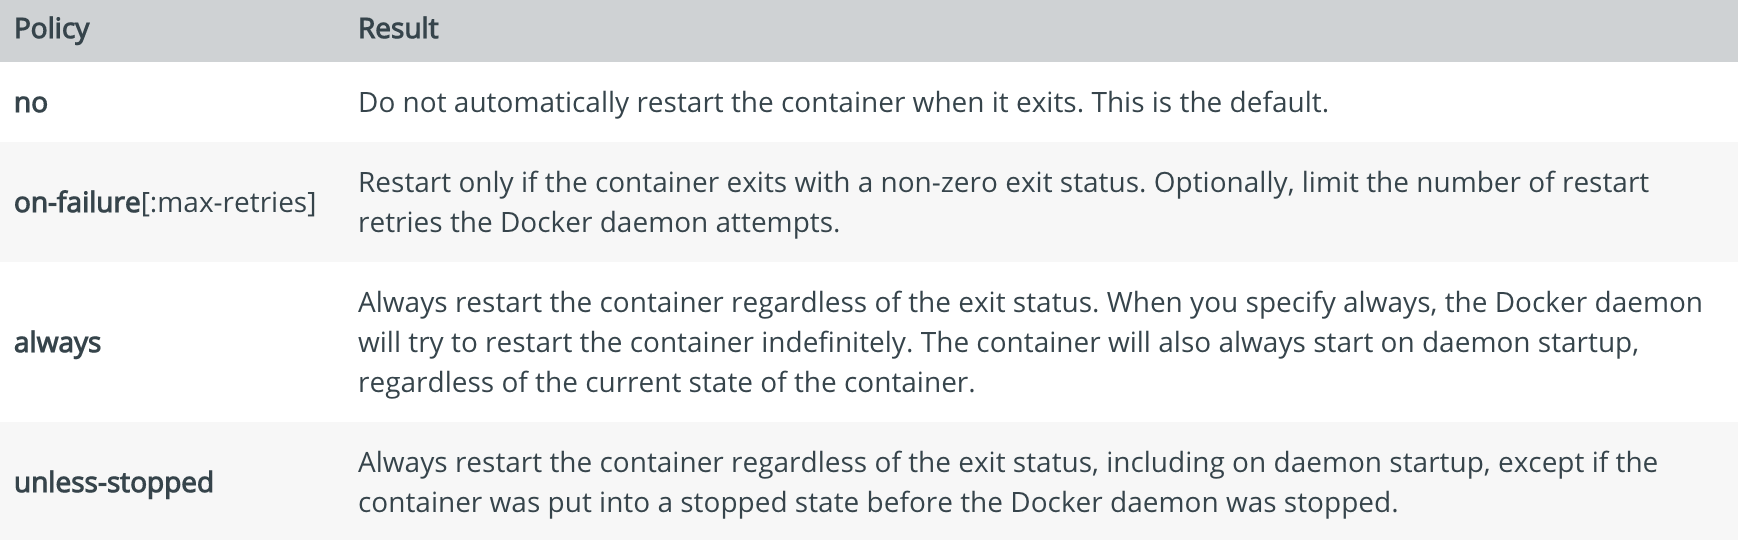 Policy Result
no Do not automatically restart the container when it exits. This is the default.
on-failure[:max-retries] Restart only if the container exits with a non-zero exit status. Optionally, limit the number of restart
retries the Docker daemon attempts.
always Always restart the container regardless of the exit status. When you specify always, the Docker daemon
will try to restart the container indefinitely. The container will also always start on daemon startup,
regardless of the current state of the container.
unless-stopped Always restart the container regardless of the exit status, including on daemon startup, except if the
container was put into a stopped state before the Docker daemon was stopped.